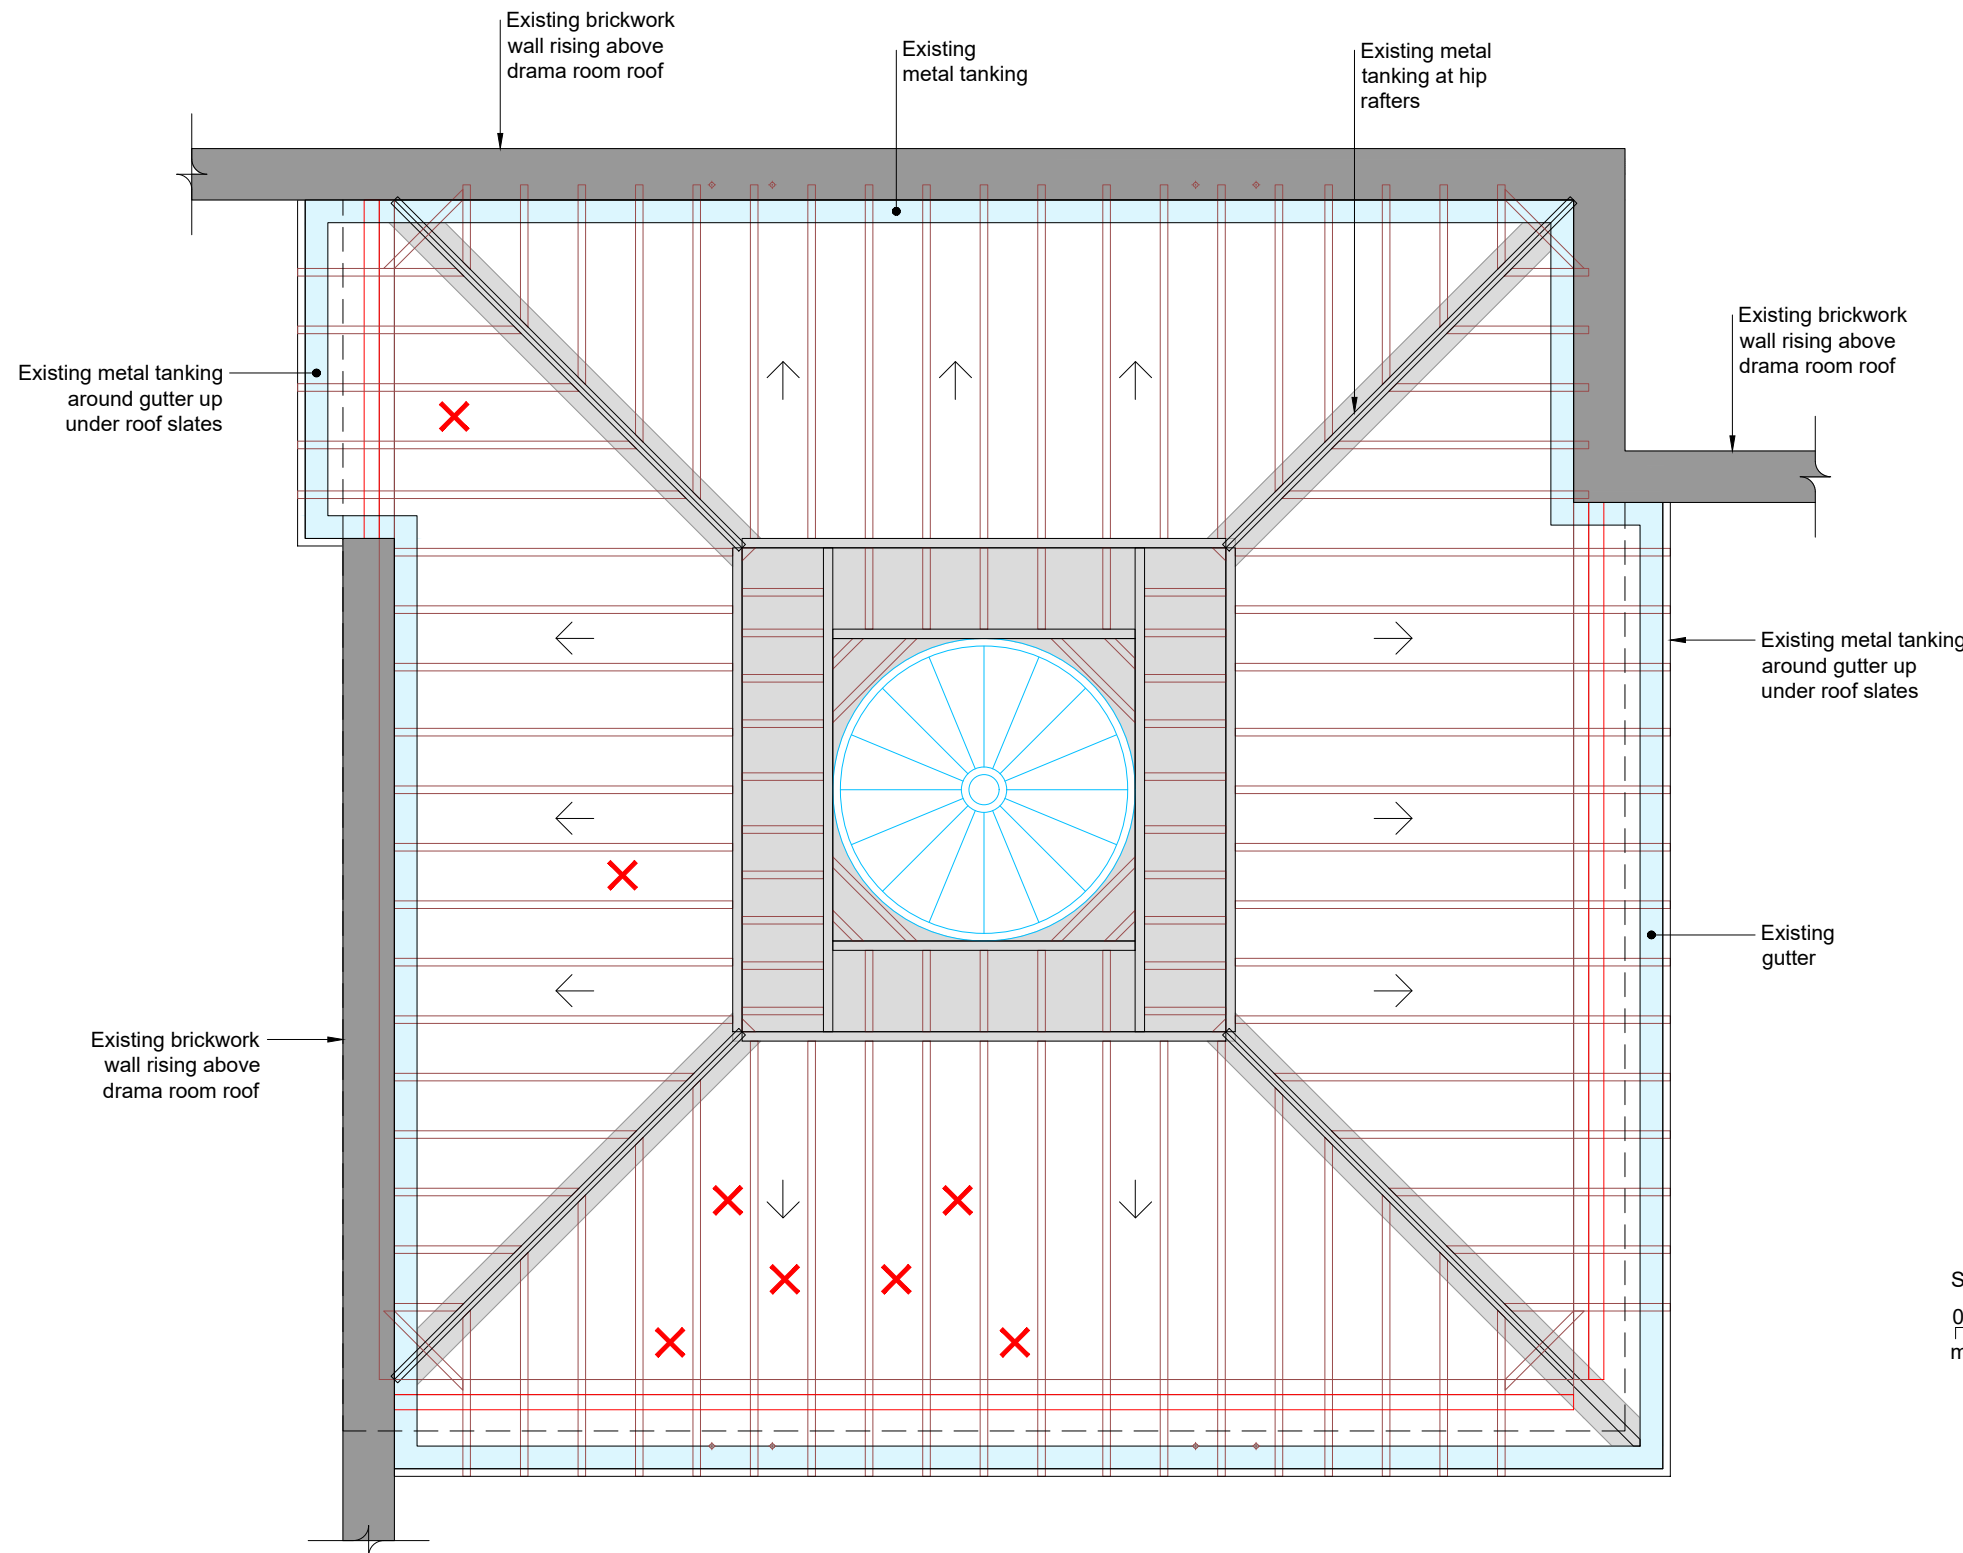 Existing brickwork
wall rising above
drama room roof
Existing
metal tanking
Existing metal
tanking at hip
rafters
Existing brickwork
wall rising above
drama room roof
Existing metal tanking
around gutter up
under roof slates
Existing metal tanking
around gutter up
under roof slates
Existing
gutter
Existing brickwork
wall rising above
drama room roof
S
0
m